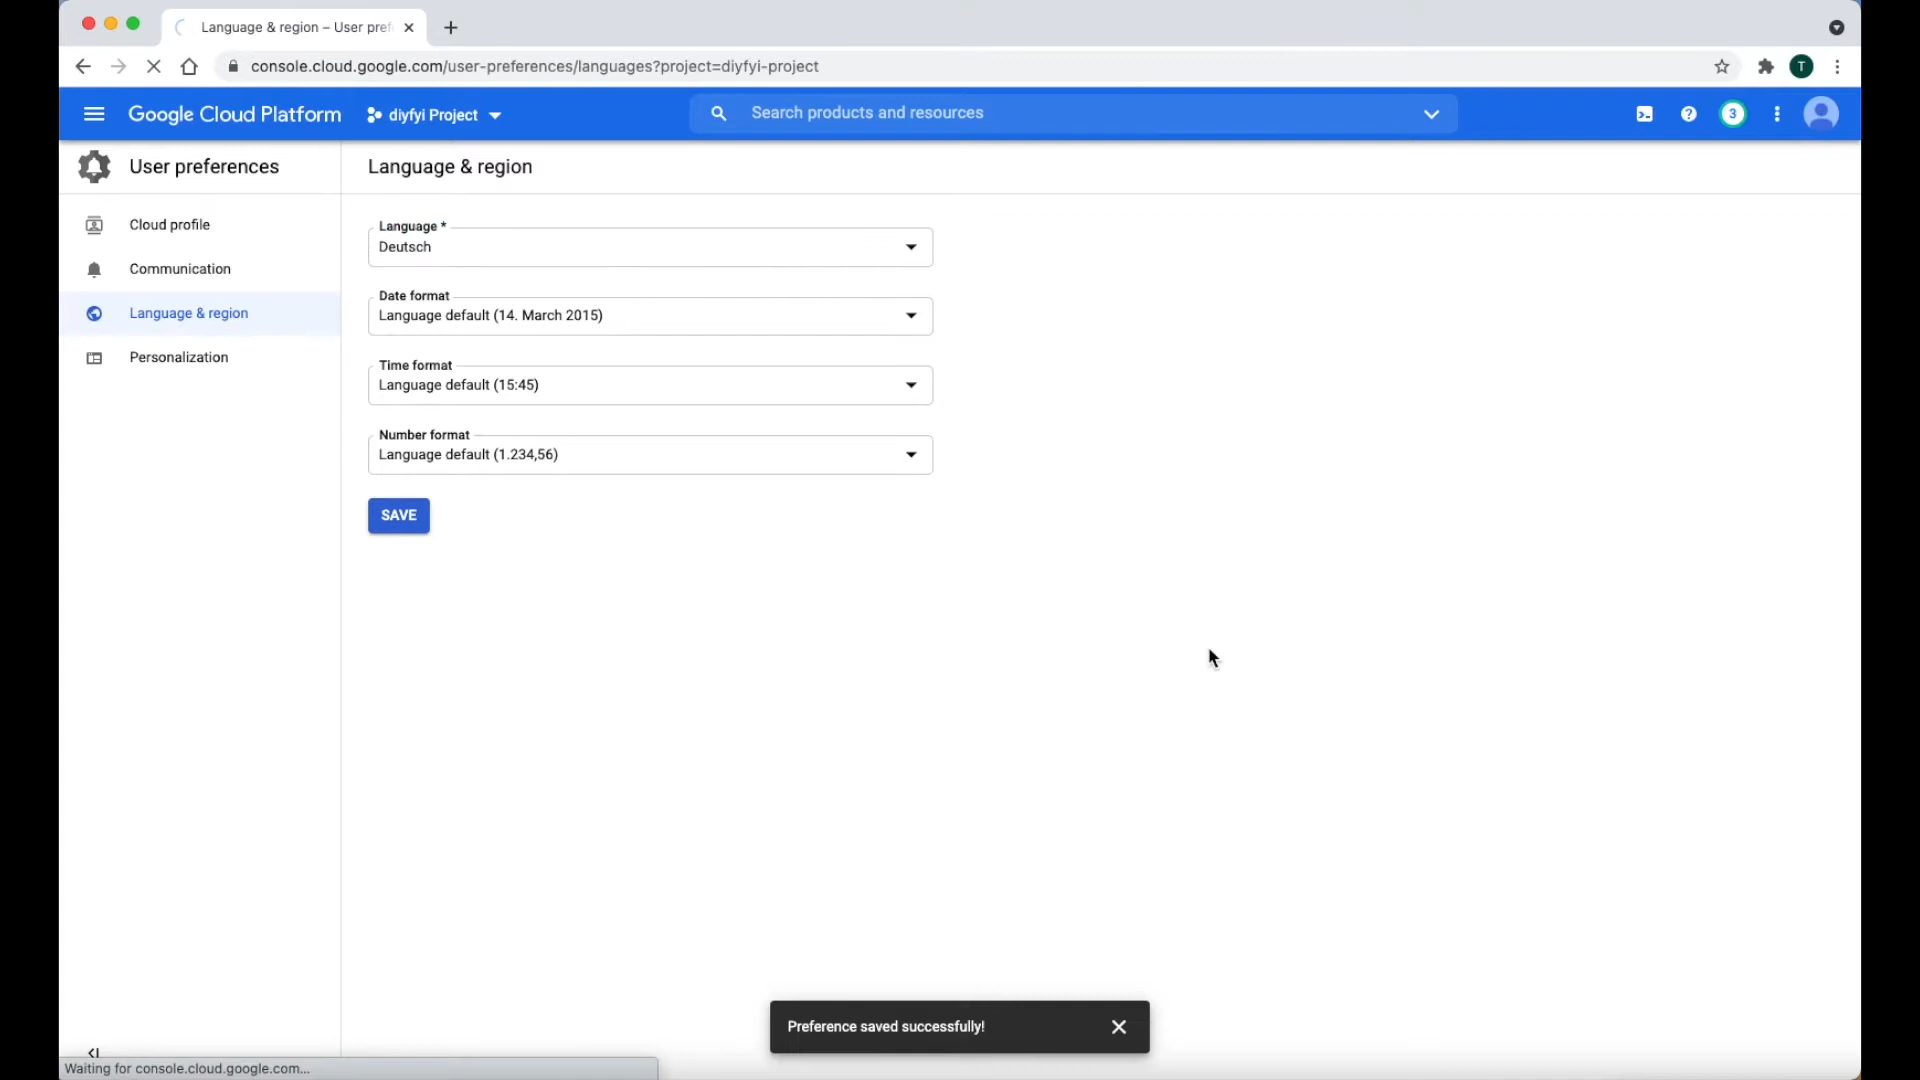 Language & region – User pref
console.cloud.google.com/user-preferences/languages?project=diyfyi-project
T
Google Cloud Platform
diyfyi Project
Search products and resources
?
3
User preferences
Language & region
Cloud profile
Communication
Language & region
Personalization
Language *
Deutsch
Date format
Language default (14. March 2015)
Time format
Language default (15:45)
Number format
Language default (1.234,56)
SAVE
Preference saved successfully!
Waiting for console.cloud.google.com...